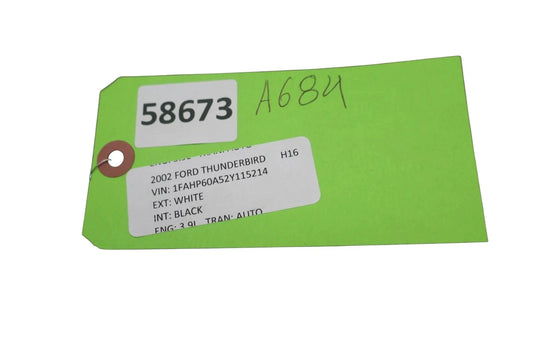 58673
A684
2002 FORD THUNDERBIRD H16
VIN: 1FAHP60A52Y115214
EXT: WHITE
INT: BLACK
ENG: 3.9L TRAN: AUTO